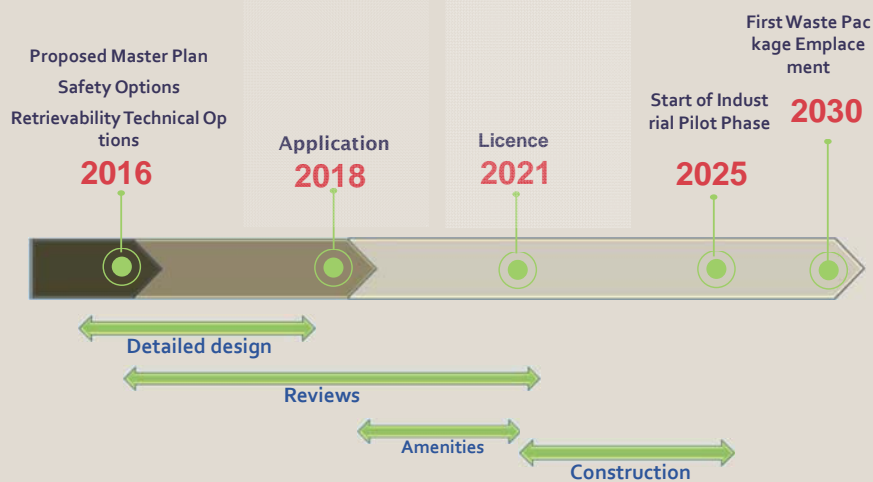 Proposed Master Plan
Safety Options
Retrievability Technical Op
tions
2016
Application
2018
Licence
2021
Start of Indust
rial Pilot Phase
2025
First Waste Pac
kage Emplace
ment
2030
Detailed design
Reviews
Amenities
Construction